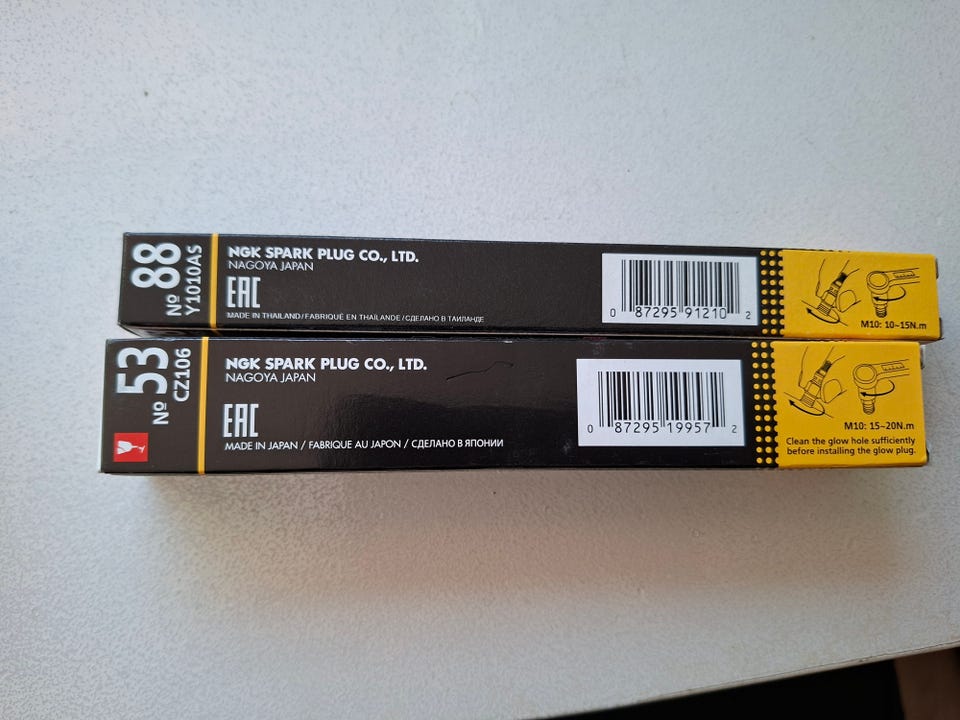 № 88
Y1010AS
NGK SPARK PLUG CO., LTD.
NAGOYA JAPAN
EAC
MADE IN THAILAND / FABRIQUÉ EN THAÏLANDE / СДЕЛАНО В ТАИЛАНДЕ
0 87295 91210 2
M10: 10~15N.m
№ 53
CZ106
NGK SPARK PLUG CO., LTD.
NAGOYA JAPAN
EAC
MADE IN JAPAN / FABRIQUE AU JAPON / СДЕЛАНО В ЯПОНИИ
0 87295 19957 2
M10: 15~20N.m
Clean the glow hole sufficiently
before installing the glow plug.